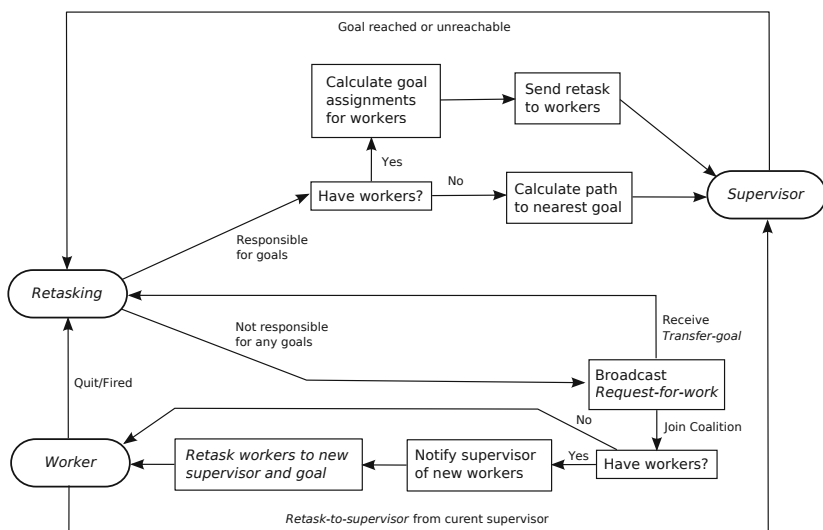 Goal reached or unreachable
Calculate goal
assignments
for workers
Send retask
to workers
Yes
Have workers?
No
Calculate path
to nearest goal
Supervisor
Responsible
for goals
Retasking
Not responsible
for any goals
Receive
Transfer-goal
Broadcast
Request-for-work
Quit/Fired
No
Join Coalition
Worker
Retask workers to new
supervisor and goal
Notify supervisor
of new workers
Yes
Have workers?
Retask-to-supervisor from curent supervisor